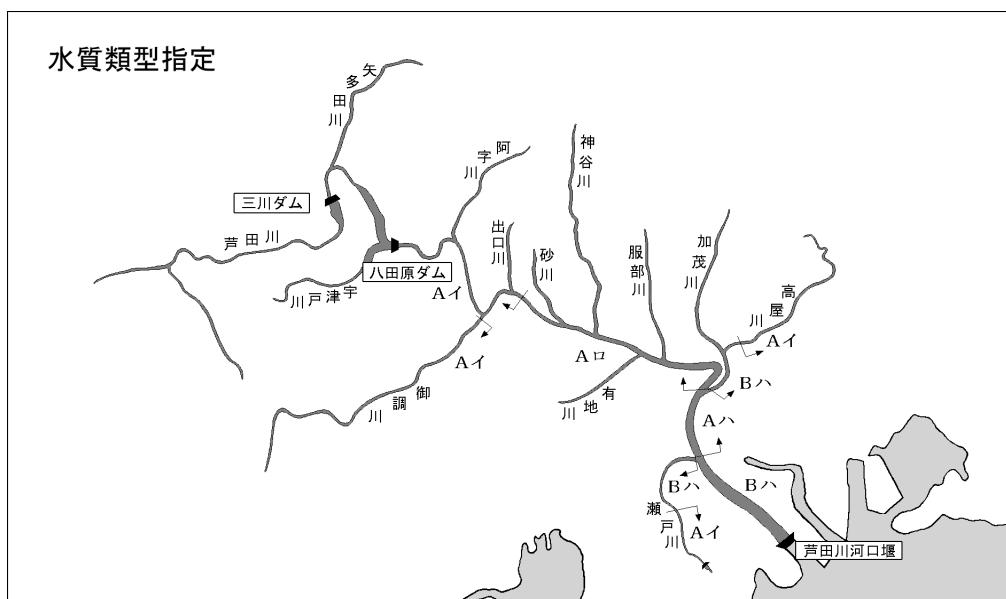 水質類型指定
矢多田川
阿字川
神谷川
三川ダム
芦田川
出口川
砂川
服部川
加茂川
高屋川
八田原ダム
宇津戸川
Aイ
Aイ
Aロ
Aイ
Bハ
御調川
有地川
Aハ
Bハ
Bハ
瀬戸川
Aイ
芦田川河口堰